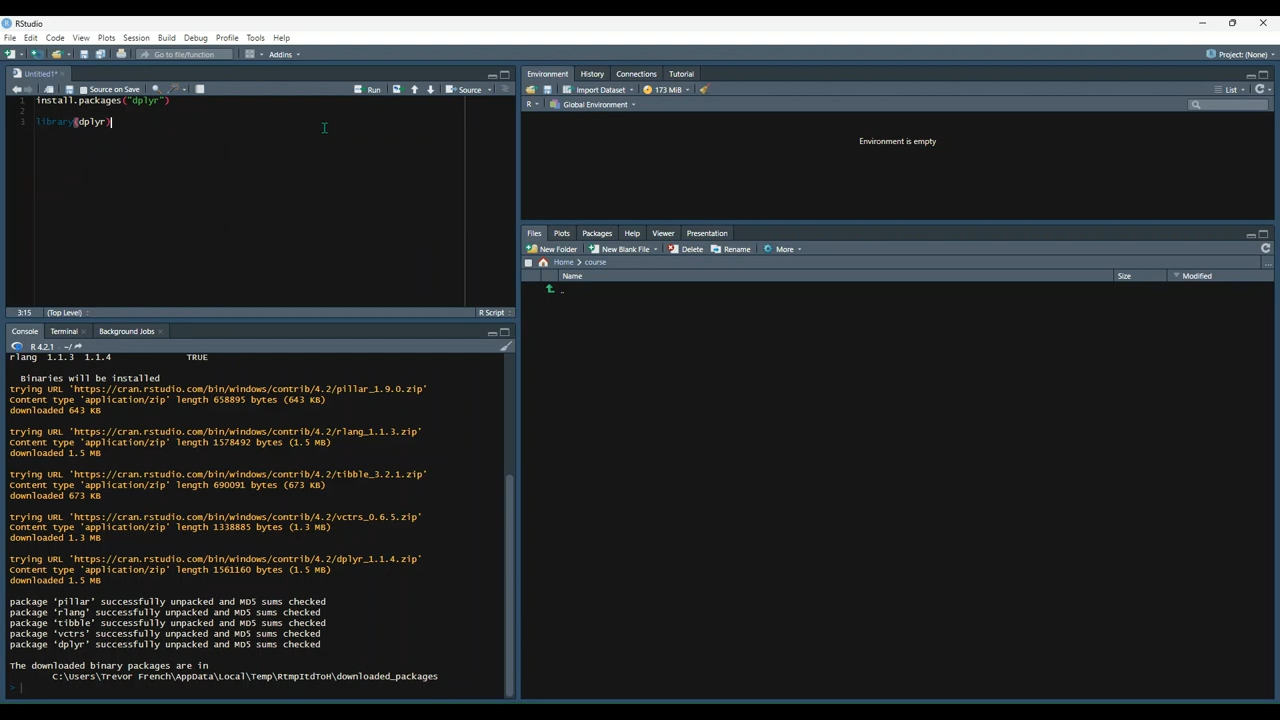 RStudio
File Edit Code View Plots Session Build Debug Profile Tools Help
Go to file/function Addins Project: (None)
Untitled1*
Source on Save Run Source
1 install.packages("dplyr")
2
3 library(dplyr)
3:15 (Top Level) R Script
Console Terminal Background Jobs
R 4.2.1 · ~/
rlang 1.1.3 1.1.4 TRUE
Binaries will be installed
trying URL 'https://cran.rstudio.com/bin/windows/contrib/4.2/pillar_1.9.0.zip'
Content type 'application/zip' length 658895 bytes (643 KB)
downloaded 643 KB
trying URL 'https://cran.rstudio.com/bin/windows/contrib/4.2/rlang_1.1.3.zip'
Content type 'application/zip' length 1578492 bytes (1.5 MB)
downloaded 1.5 MB
trying URL 'https://cran.rstudio.com/bin/windows/contrib/4.2/tibble_3.2.1.zip'
Content type 'application/zip' length 690091 bytes (673 KB)
downloaded 673 KB
trying URL 'https://cran.rstudio.com/bin/windows/contrib/4.2/vctrs_0.6.5.zip'
Content type 'application/zip' length 1338885 bytes (1.3 MB)
downloaded 1.3 MB
trying URL 'https://cran.rstudio.com/bin/windows/contrib/4.2/dplyr_1.1.4.zip'
Content type 'application/zip' length 1561160 bytes (1.5 MB)
downloaded 1.5 MB
package ‘pillar’ successfully unpacked and MD5 sums checked
package ‘rlang’ successfully unpacked and MD5 sums checked
package ‘tibble’ successfully unpacked and MD5 sums checked
package ‘vctrs’ successfully unpacked and MD5 sums checked
package ‘dplyr’ successfully unpacked and MD5 sums checked
The downloaded binary packages are in
C:\Users\Trevor French\AppData\Local\Temp\RtmpItdToH\downloaded_packages
>
Environment History Connections Tutorial
Import Dataset 173 MiB List
R Global Environment
Environment is empty
Files Plots Packages Help Viewer Presentation
New Folder New Blank File Delete Rename More
Home > course ...
Name Size Modified
..